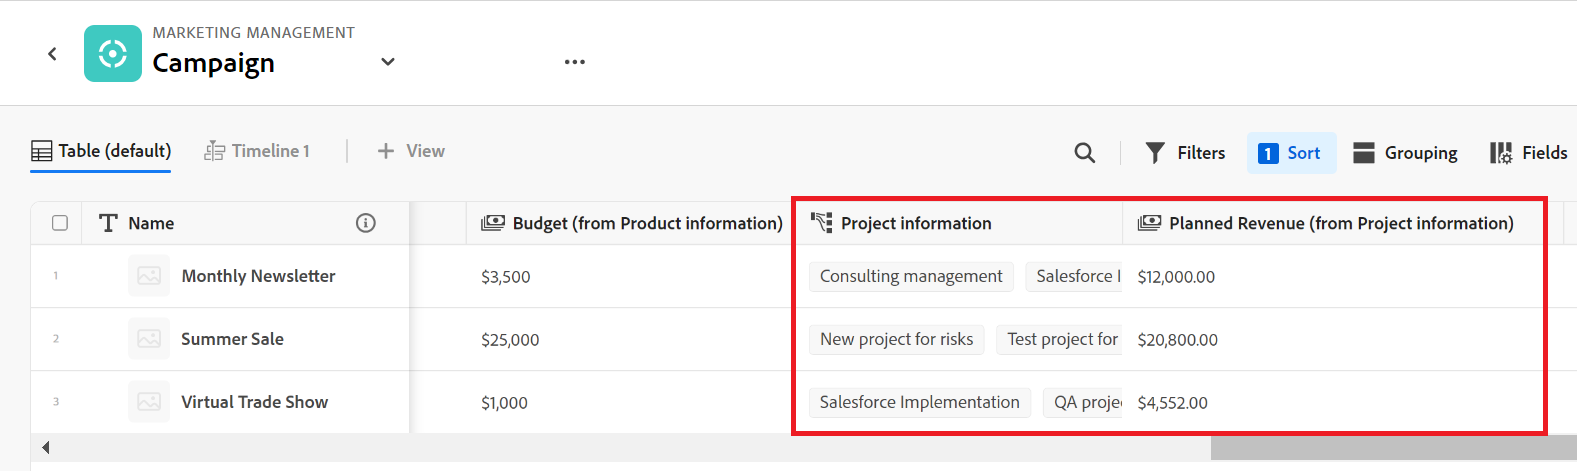 MARKETING MANAGEMENT
Campaign
Table (default) Timeline 1 + View Filters 1 Sort Grouping Fields
Name Budget (from Product information) Project information Planned Revenue (from Project information)
1 Monthly Newsletter $3,500 Consulting management Salesforce I $12,000.00
2 Summer Sale $25,000 New project for risks Test project for $20,800.00
3 Virtual Trade Show $1,000 Salesforce Implementation QA proje $4,552.00